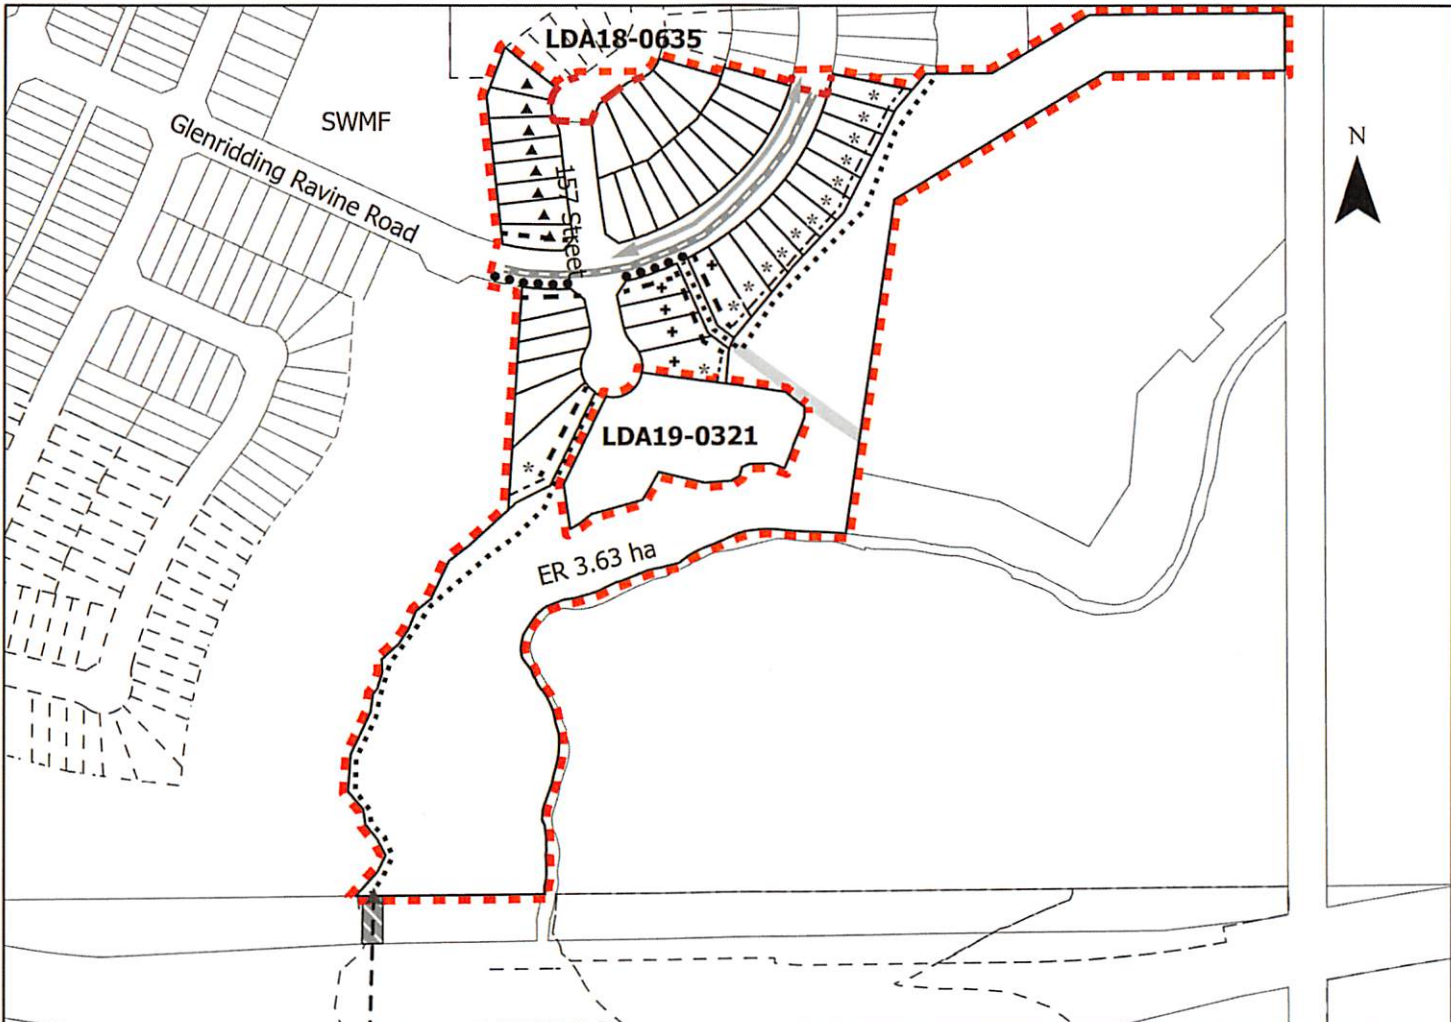 LDA18-0635
SWMF
N
Glenridding Ravine Road
157 Street
LDA19-0321
ER 3.63 ha